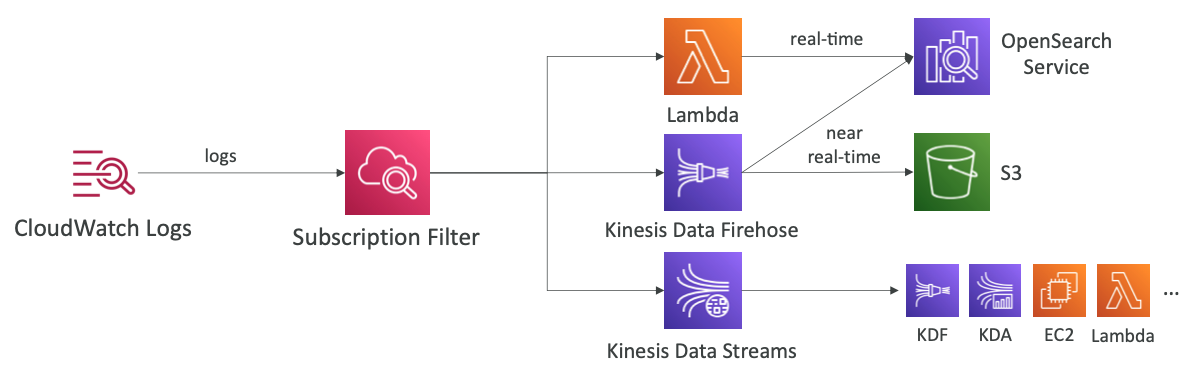 real-time
OpenSearch
Service
Lambda
logs
near
real-time
S3
CloudWatch Logs
Subscription Filter
Kinesis Data Firehose
...
KDF
KDA
EC2
Lambda
Kinesis Data Streams